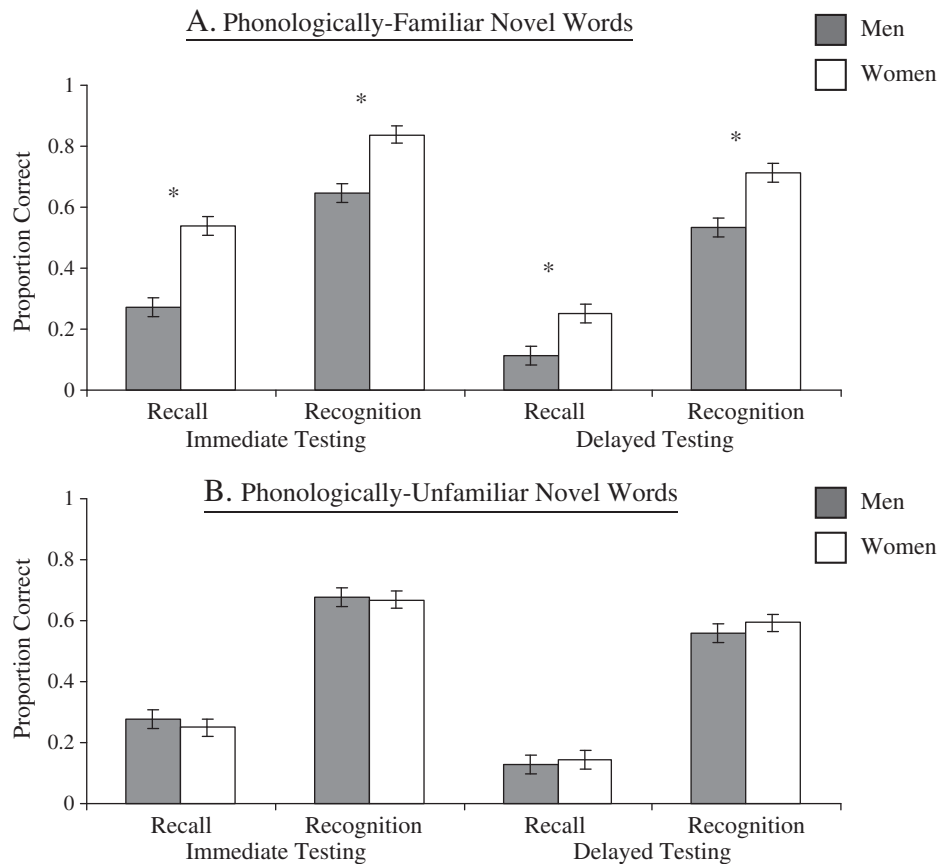 A. Phonologically-Familiar Novel Words
Men
Women
Proportion Correct
1
0.8
0.6
0.4
0.2
0
*
*
*
*
Recall Recognition Recall Recognition
Immediate Testing Delayed Testing
B. Phonologically-Unfamiliar Novel Words
Men
Women
Proportion Correct
1
0.8
0.6
0.4
0.2
0
Recall Recognition Recall Recognition
Immediate Testing Delayed Testing